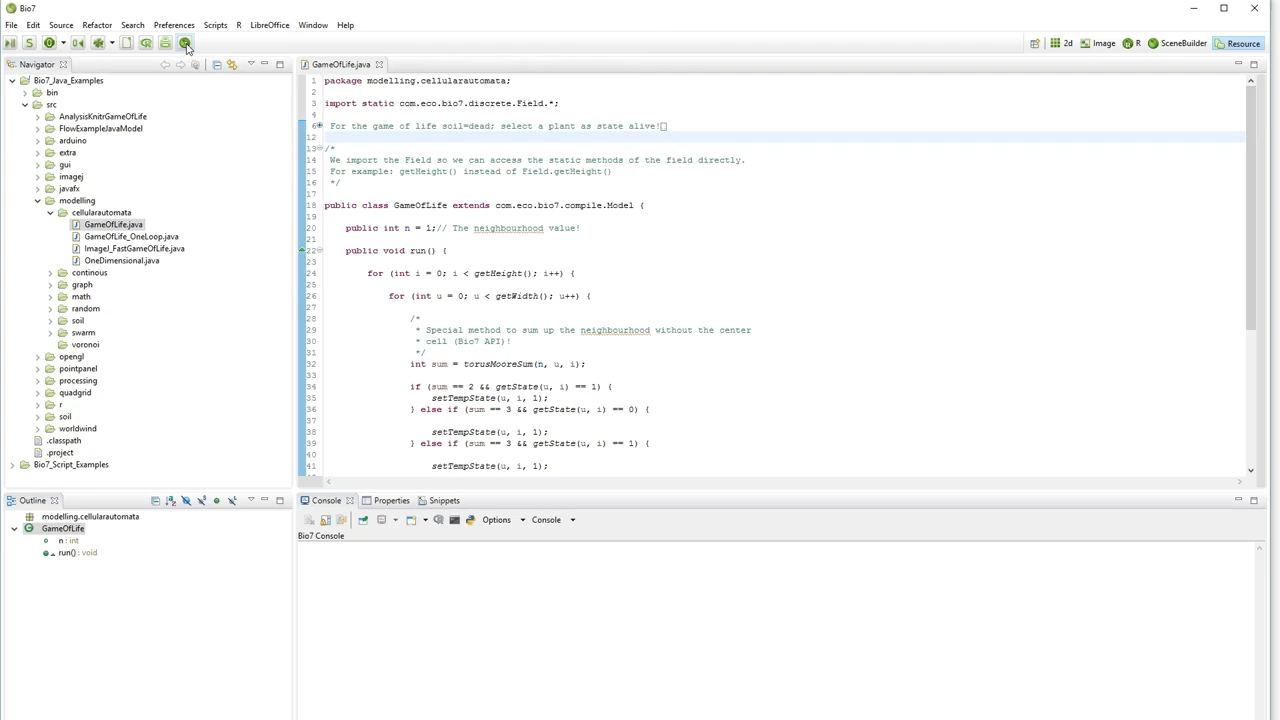 Bio7
File Edit Source Refactor Search Preferences Scripts R LibreOffice Window Help
2d Image R SceneBuilder Resource
Navigator
Bio7_Java_Examples
bin
src
AnalysisKnitrGameOfLife
FlowExampleJavaModel
arduino
extra
gui
imagej
javafx
modelling
cellularautomata
GameOfLife.java
GameOfLife_OneLoop.java
ImageJ_FastGameOfLife.java
OneDimensional.java
continous
graph
math
random
soil
swarm
voronoi
opengl
pointpanel
processing
quadgrid
r
soil
worldwind
.classpath
.project
Bio7_Script_Examples
GameOfLife.java
1 package modelling.cellularautomata;
2
3 import static com.eco.bio7.discrete.Field.*;
4
6 For the game of life soil=dead; select a plant as state alive!
12
13 /*
14 We import the Field so we can access the static methods of the field directly.
15 For example: getHeight() instead of Field.getHeight()
16 */
17
18 public class GameOfLife extends com.eco.bio7.compile.Model {
19
20 public int n = 1;// The neighbourhood value!
21
22 public void run() {
23
24 for (int i = 0; i < getHeight(); i++) {
25
26 for (int u = 0; u < getWidth(); u++) {
27
28 /*
29 * Special method to sum up the neighbourhood without the center
30 * cell (Bio7 API)!
31 */
32 int sum = torusMooreSum(n, u, i);
33
34 if (sum == 2 && getState(u, i) == 1) {
35 setTempState(u, i, 1);
36 } else if (sum == 3 && getState(u, i) == 0) {
37
38 setTempState(u, i, 1);
39 } else if (sum == 3 && getState(u, i) == 1) {
40
41 setTempState(u, i, 1);
Outline
modelling.cellularautomata
GameOfLife
n : int
run() : void
Console Properties Snippets
Options Console
Bio7 Console